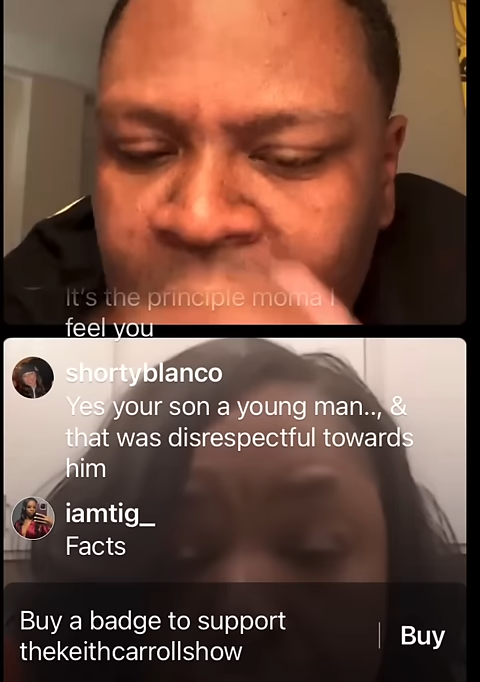 It's the principle moma I
feel you
shortyblanco
Yes your son a young man.., &
that was disrespectful towards
him
iamtig_
Facts
Buy a badge to support
thekeithcarrollshow
Buy